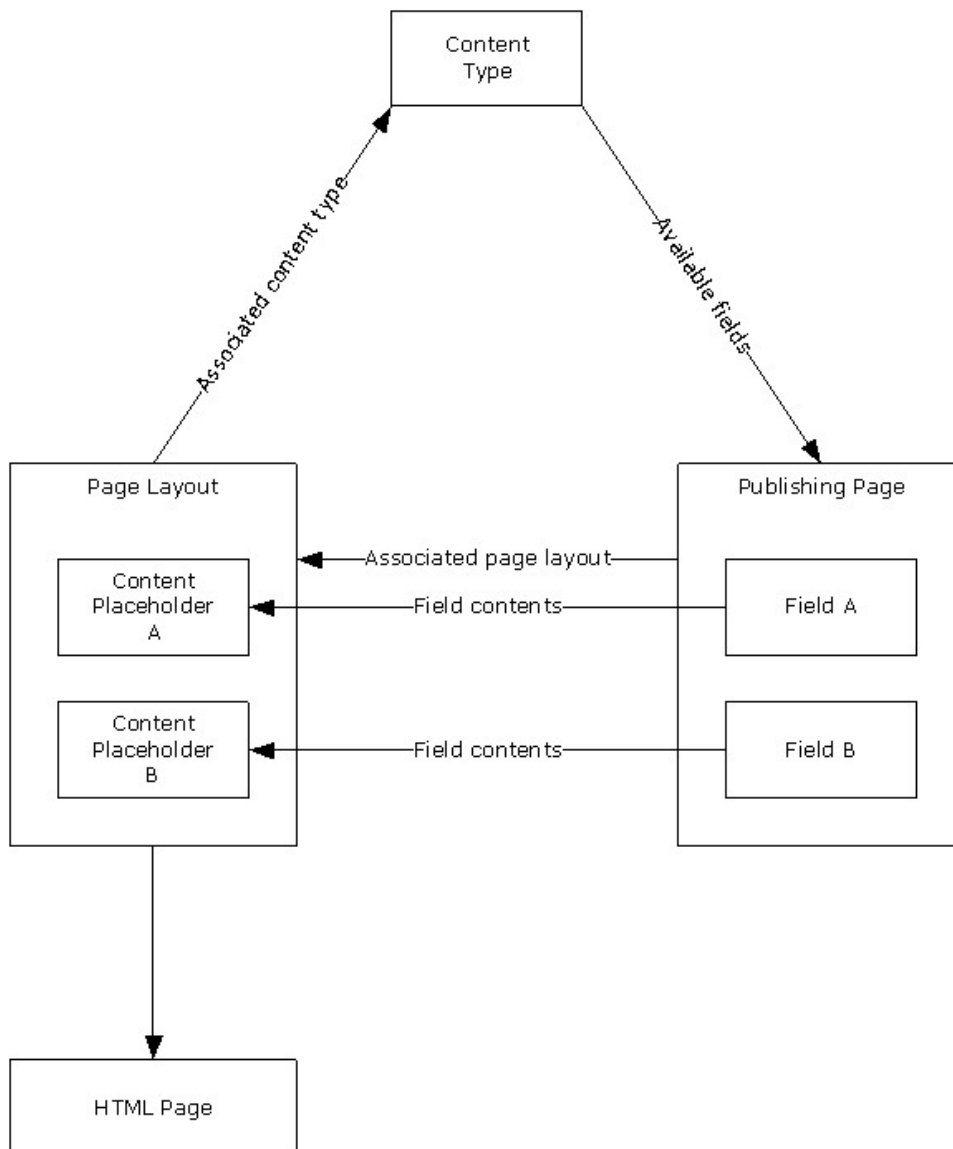 Content
Type
Associated content type
Available fields
Page Layout
Publishing Page
Associated page layout
Content
Placeholder
A
Field contents
Field A
Content
Placeholder
B
Field contents
Field B
HTML Page